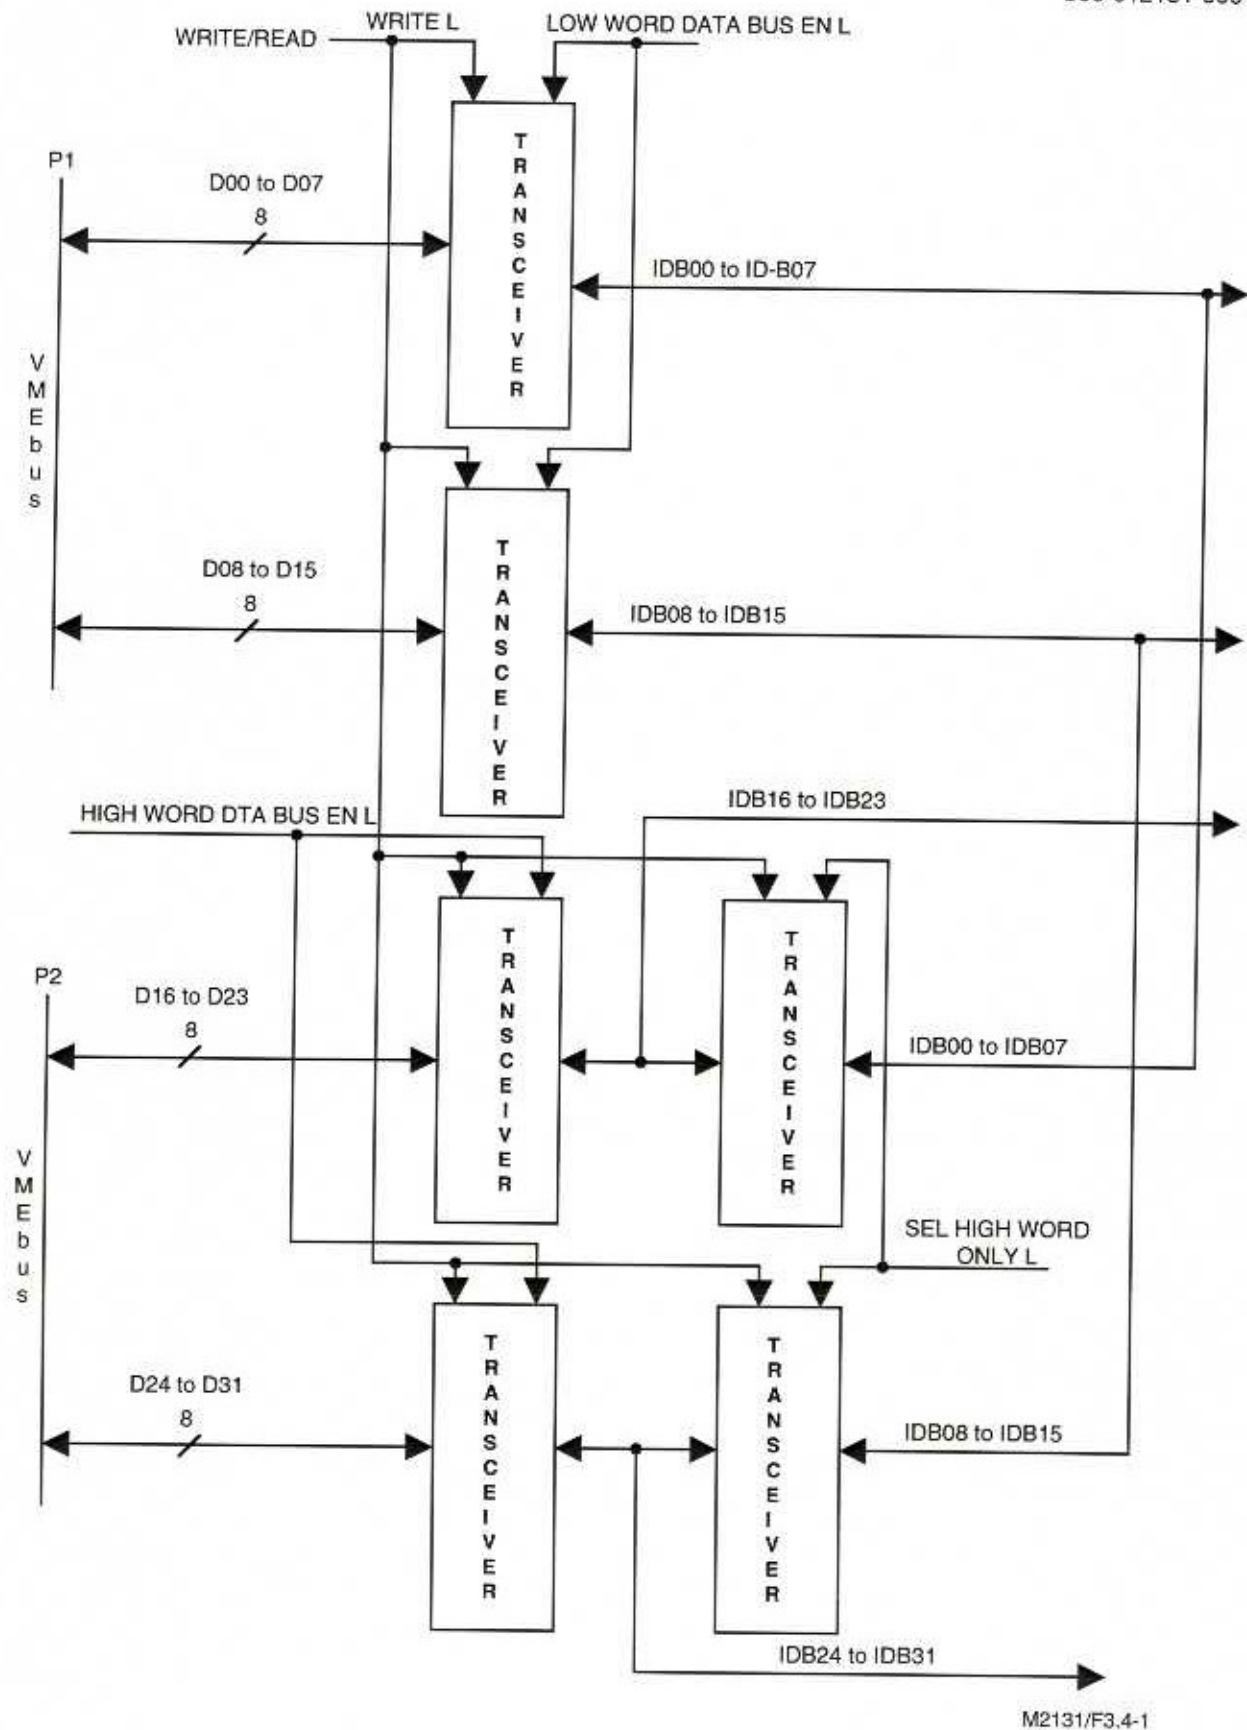 WRITE/READ
WRITE L
LOW WORD DATA BUS EN L
P1
D00 to D07
8
TRANSCEIVER
IDB00 to ID-B07
VMEbus
D08 to D15
8
TRANSCEIVER
IDB08 to IDB15
HIGH WORD DTA BUS EN L
IDB16 to IDB23
P2
D16 to D23
8
TRANSCEIVER
TRANSCEIVER
IDB00 to IDB07
VMEbus
SEL HIGH WORD
ONLY L
D24 to D31
8
TRANSCEIVER
TRANSCEIVER
IDB08 to IDB15
IDB24 to IDB31
M2131/F3.4-1